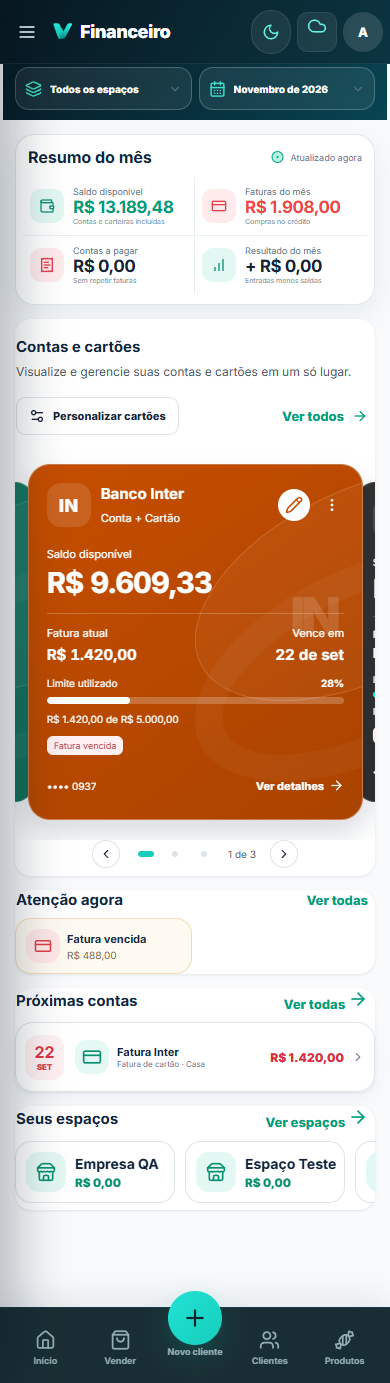 Financeiro
A
Todos os espaços
Novembro de 2026
Resumo do mês
Atualizado agora
Saldo disponível
R$ 13.189,48
Contas e carteiras incluídas
Faturas do mês
R$ 1.908,00
Compras no crédito
Contas a pagar
R$ 0,00
Sem repetir faturas
Resultado do mês
+ R$ 0,00
Entradas menos saídas
Contas e cartões
Visualize e gerencie suas contas e cartões em um só lugar.
Personalizar cartões
Ver todos
IN
Banco Inter
Conta + Cartão
Saldo disponível
R$ 9.609,33
IN
Fatura atual
Vence em
R$ 1.420,00
22 de set
Limite utilizado
28%
R$ 1.420,00 de R$ 5.000,00
Fatura vencida
•••• 0937
Ver detalhes
1 de 3
Atenção agora
Ver todas
Fatura vencida
R$ 488,00
Próximas contas
Ver todas
22
SET
Fatura Inter
Fatura de cartão · Casa
R$ 1.420,00
Seus espaços
Ver espaços
Empresa QA
R$ 0,00
Espaço Teste
R$ 0,00
Início
Vender
Novo cliente
Clientes
Produtos